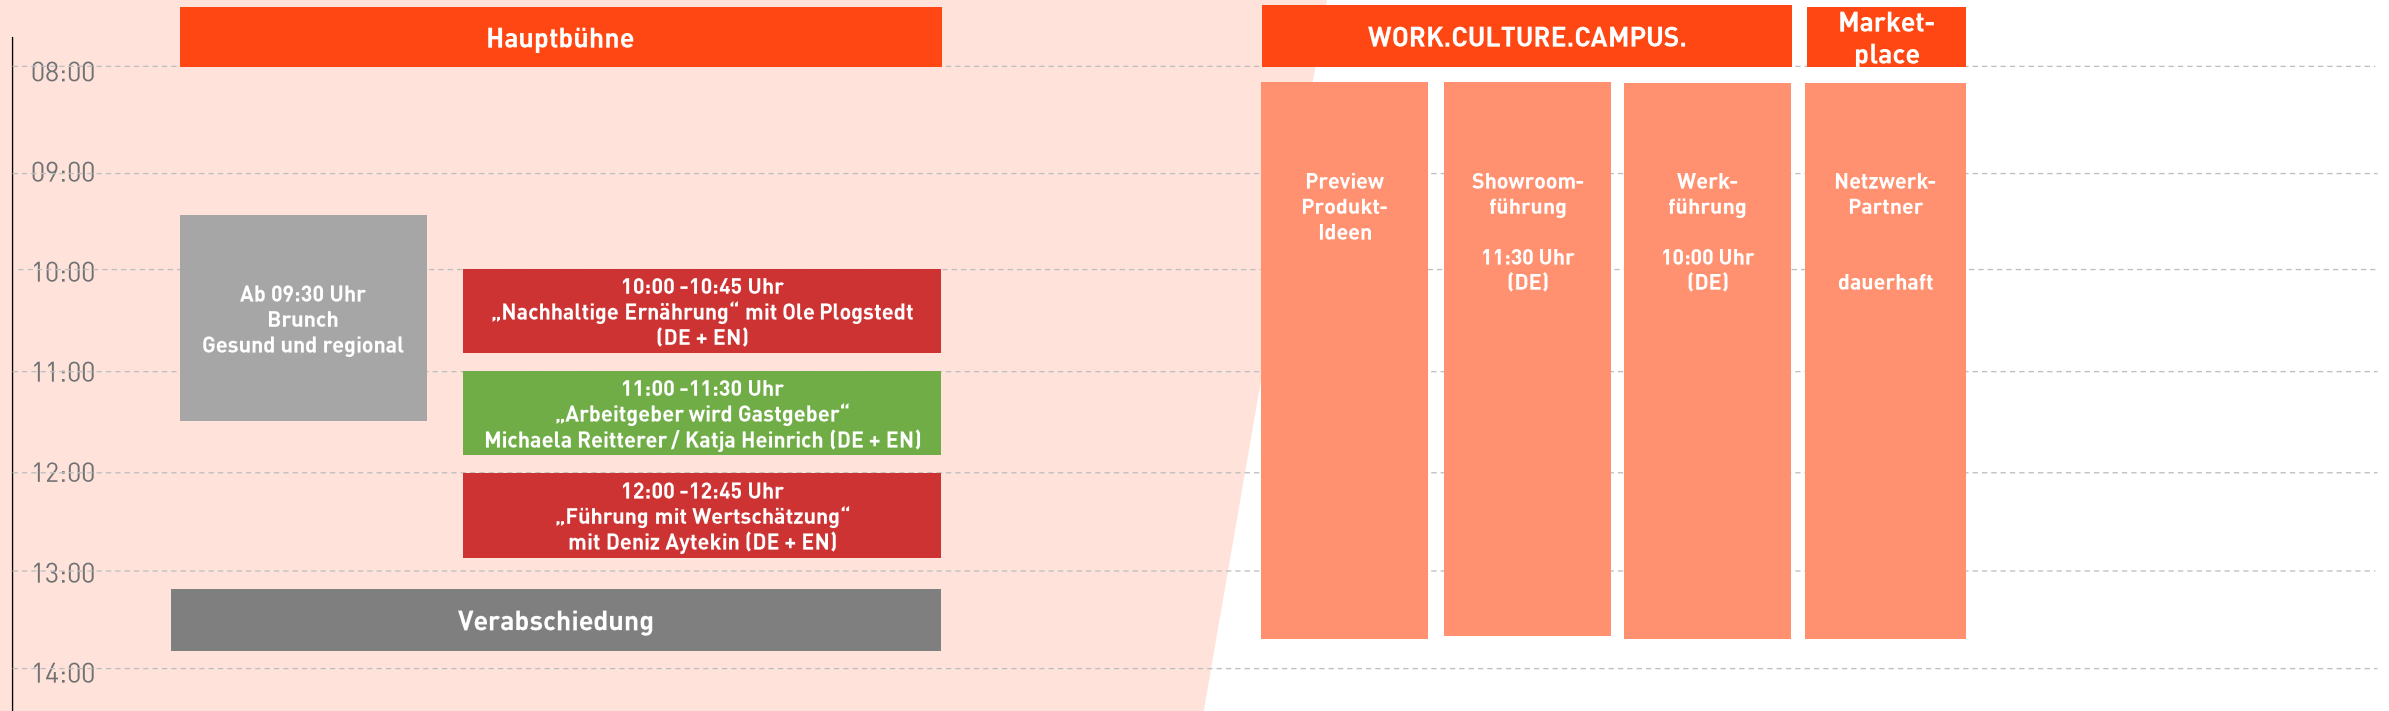 Hauptbühne
WORK.CULTURE.CAMPUS.
Market-
place
08:00
09:00
10:00
11:00
12:00
13:00
14:00
Ab 09:30 Uhr
Brunch
Gesund und regional
10:00 -10:45 Uhr
„Nachhaltige Ernährung“ mit Ole Plogstedt
(DE + EN)
11:00 -11:30 Uhr
„Arbeitgeber wird Gastgeber“
Michaela Reitterer / Katja Heinrich (DE + EN)
12:00 -12:45 Uhr
„Führung mit Wertschätzung“
mit Deniz Aytekin (DE + EN)
Verabschiedung
Preview
Produkt-
Ideen
Showroom-
führung
11:30 Uhr
(DE)
Werk-
führung
10:00 Uhr
(DE)
Netzwerk-
Partner
dauerhaft